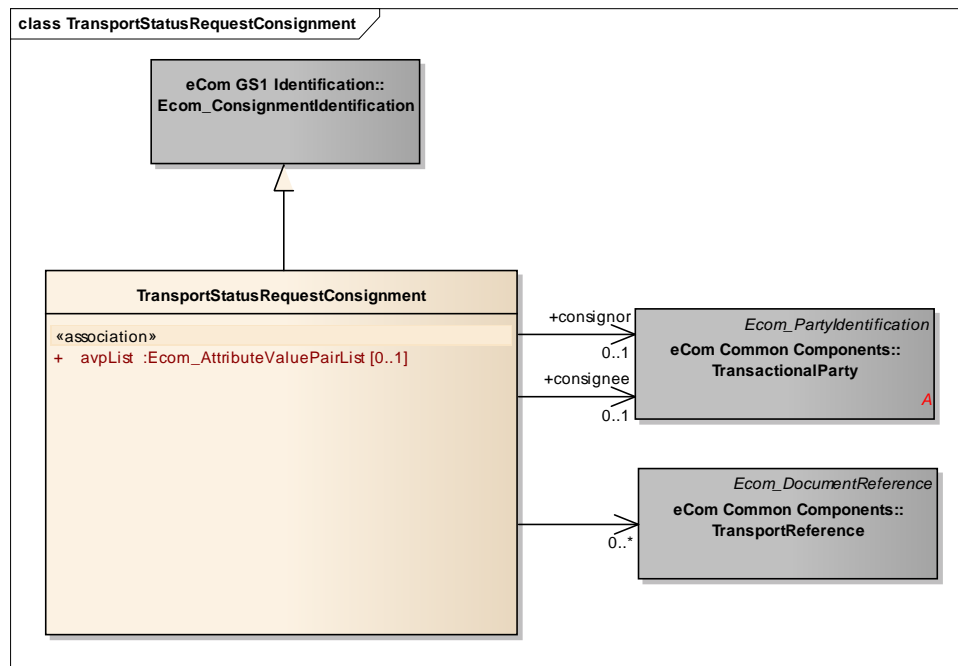 class TransportStatusRequestConsignment
eCom GS1 Identification::
Ecom_ConsignmentIdentification
TransportStatusRequestConsignment
«association»
+ avpList :Ecom_AttributeValuePairList [0..1]
+consignor
0..1
+consignee
0..1
Ecom_PartyIdentification
eCom Common Components::
TransactionalParty
A
0..*
Ecom_DocumentReference
eCom Common Components::
TransportReference